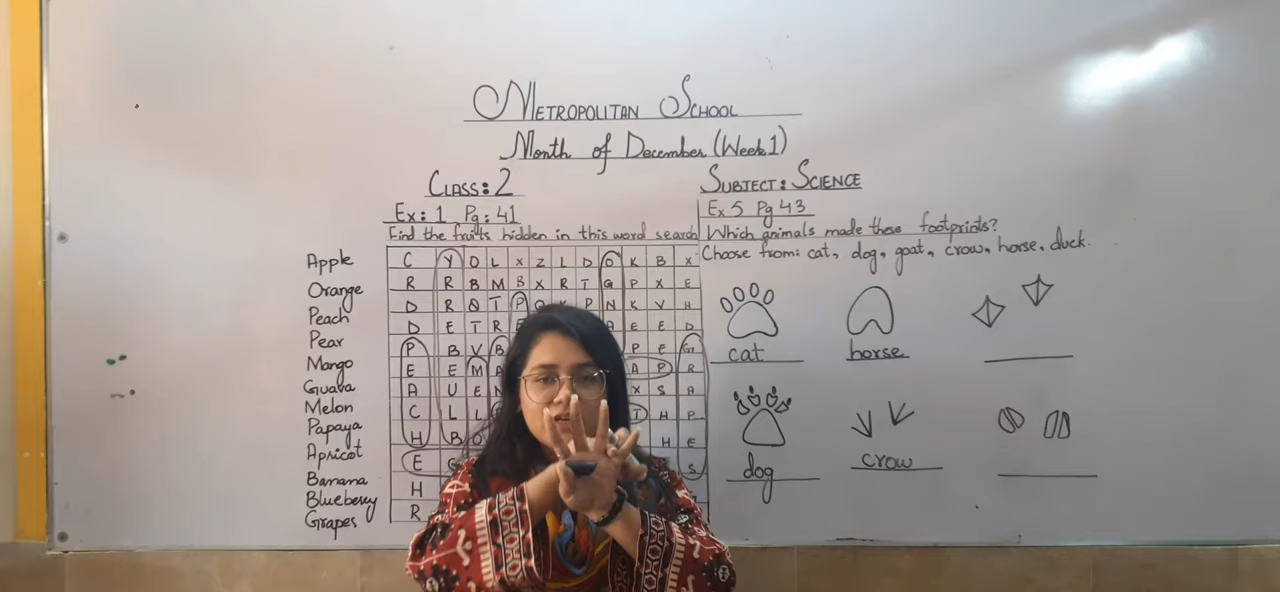 METROPOLITAN SCHOOL
Month of December (Week 1)
CLASS: 2
Ex: 1 Pg: 41
Find the fruits hidden in this word search
Apple
Orange
Peach
Pear
Mango
Guava
Melon
Papaya
Apricot
Banana
Blueberry
Grapes
C Y D L X Z L D O K B X
R R B M B X R T G P X E
D R Q T P P N K V H
D E T R A E E D
P B V B P E G
E E M A A P R
A U E N X S A
C L L T H P
H B O H E
E G S
H
R
SUBJECT: SCIENCE
Ex 5 Pg 43
Which animals made these footprints?
Choose from: cat, dog, goat, crow, horse, duck.
cat horse
dog crow